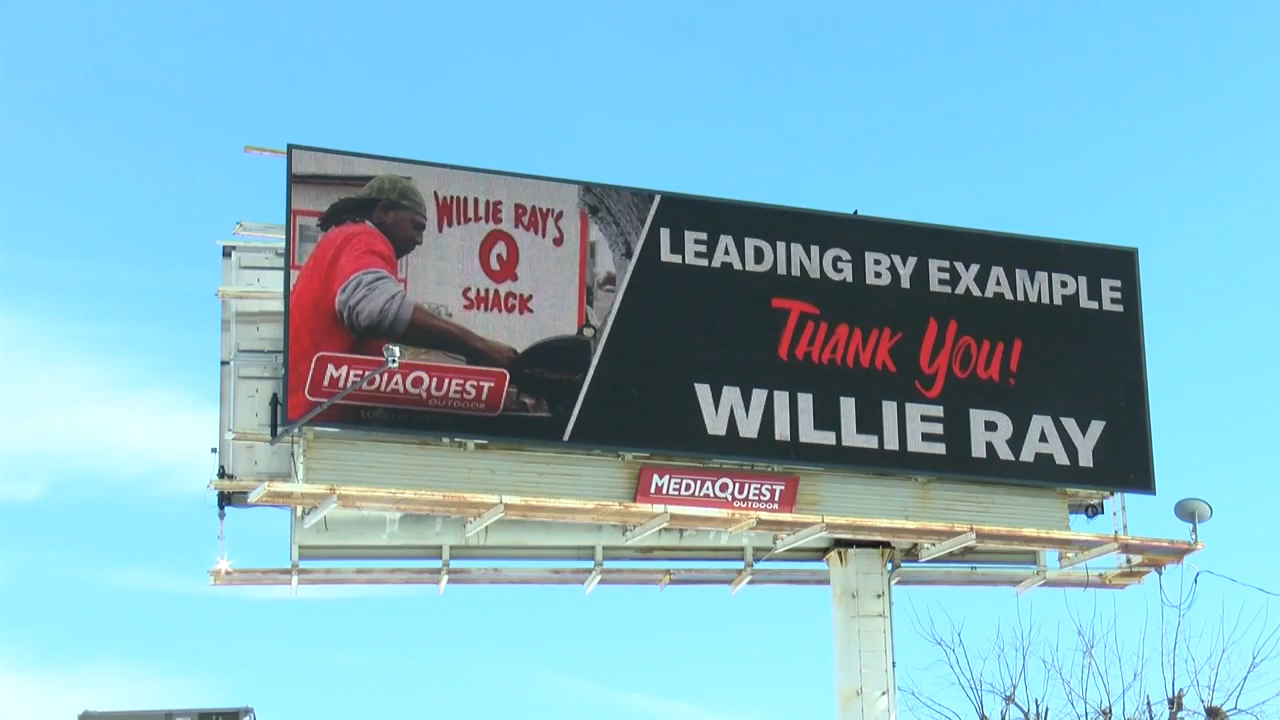 WILLIE RAY'S
Q
SHACK
MEDIAQUEST
OUTDOOR
LEADING BY EXAMPLE
THANK YOU!
WILLIE RAY
MEDIAQUEST
OUTDOOR